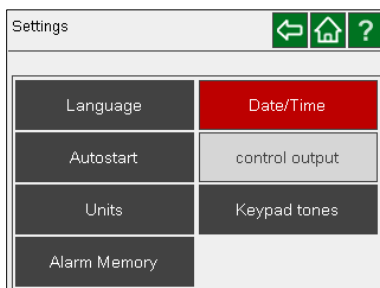 Settings
?
Language
Date/Time
Autostart
control output
Units
Keypad tones
Alarm Memory